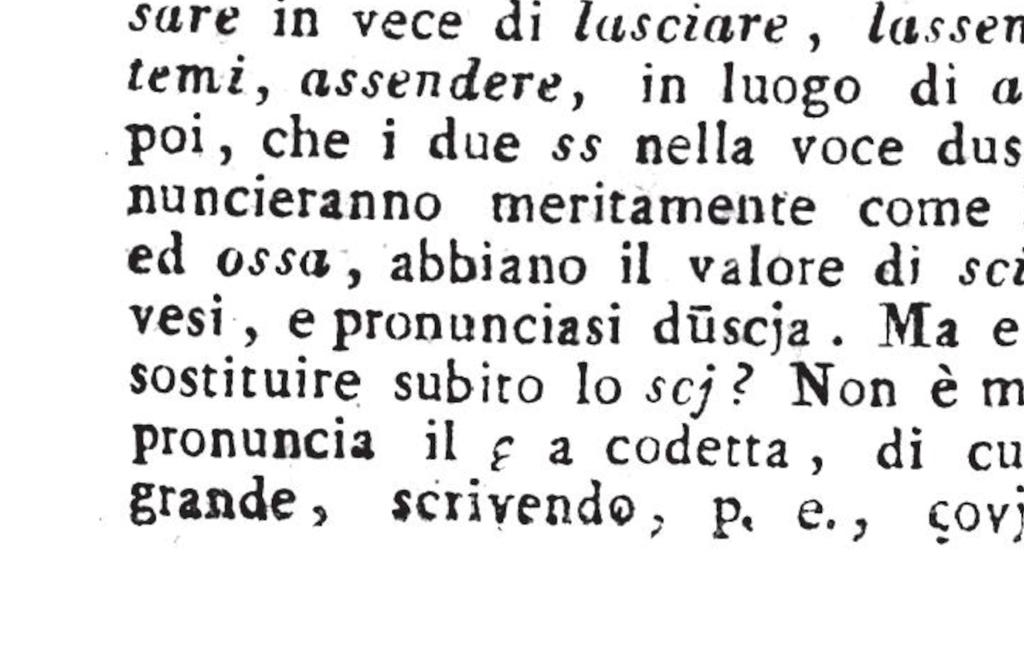 sare in vece di lasciare, lassen
temi, assendere, in luogo di a
poi, che i due ss nella voce dus
nuncieranno meritamente come
ed ossa, abbiano il valore di sci
vesi, e pronunciasi dūscja. Ma e
sostituire subito lo scj? Non è m
pronuncia il ç a codetta, di cu
grande, scrivendo, p. e., çovj